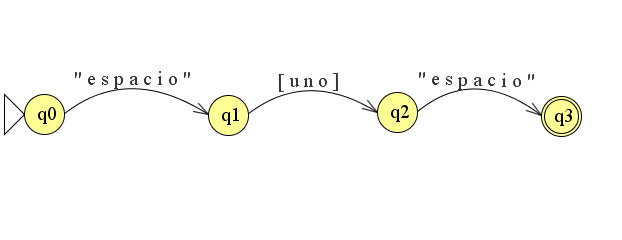 "espacio"
[uno]
"espacio"
q0
q1
q2
q3